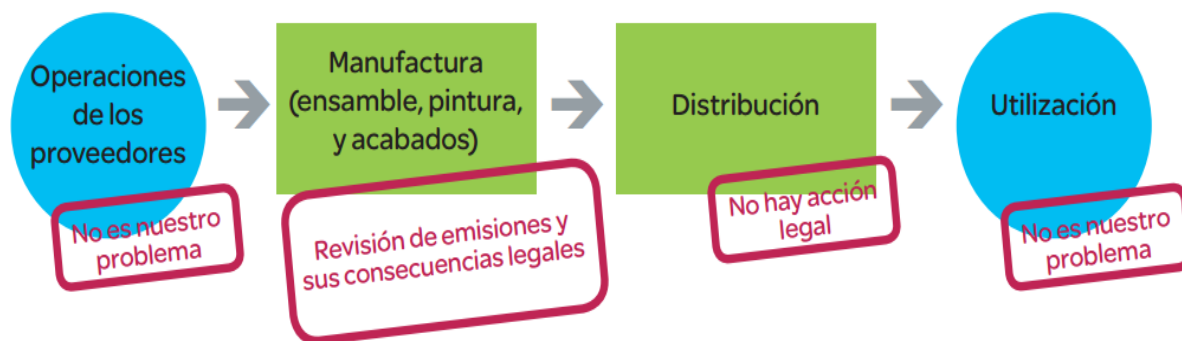 Operaciones
de los
proveedores
No es nuestro
problema
Manufactura
(ensamble, pintura,
y acabados)
Revisión de emisiones y
sus consecuencias legales
Distribución
No hay acción
legal
Utilización
No es nuestro
problema